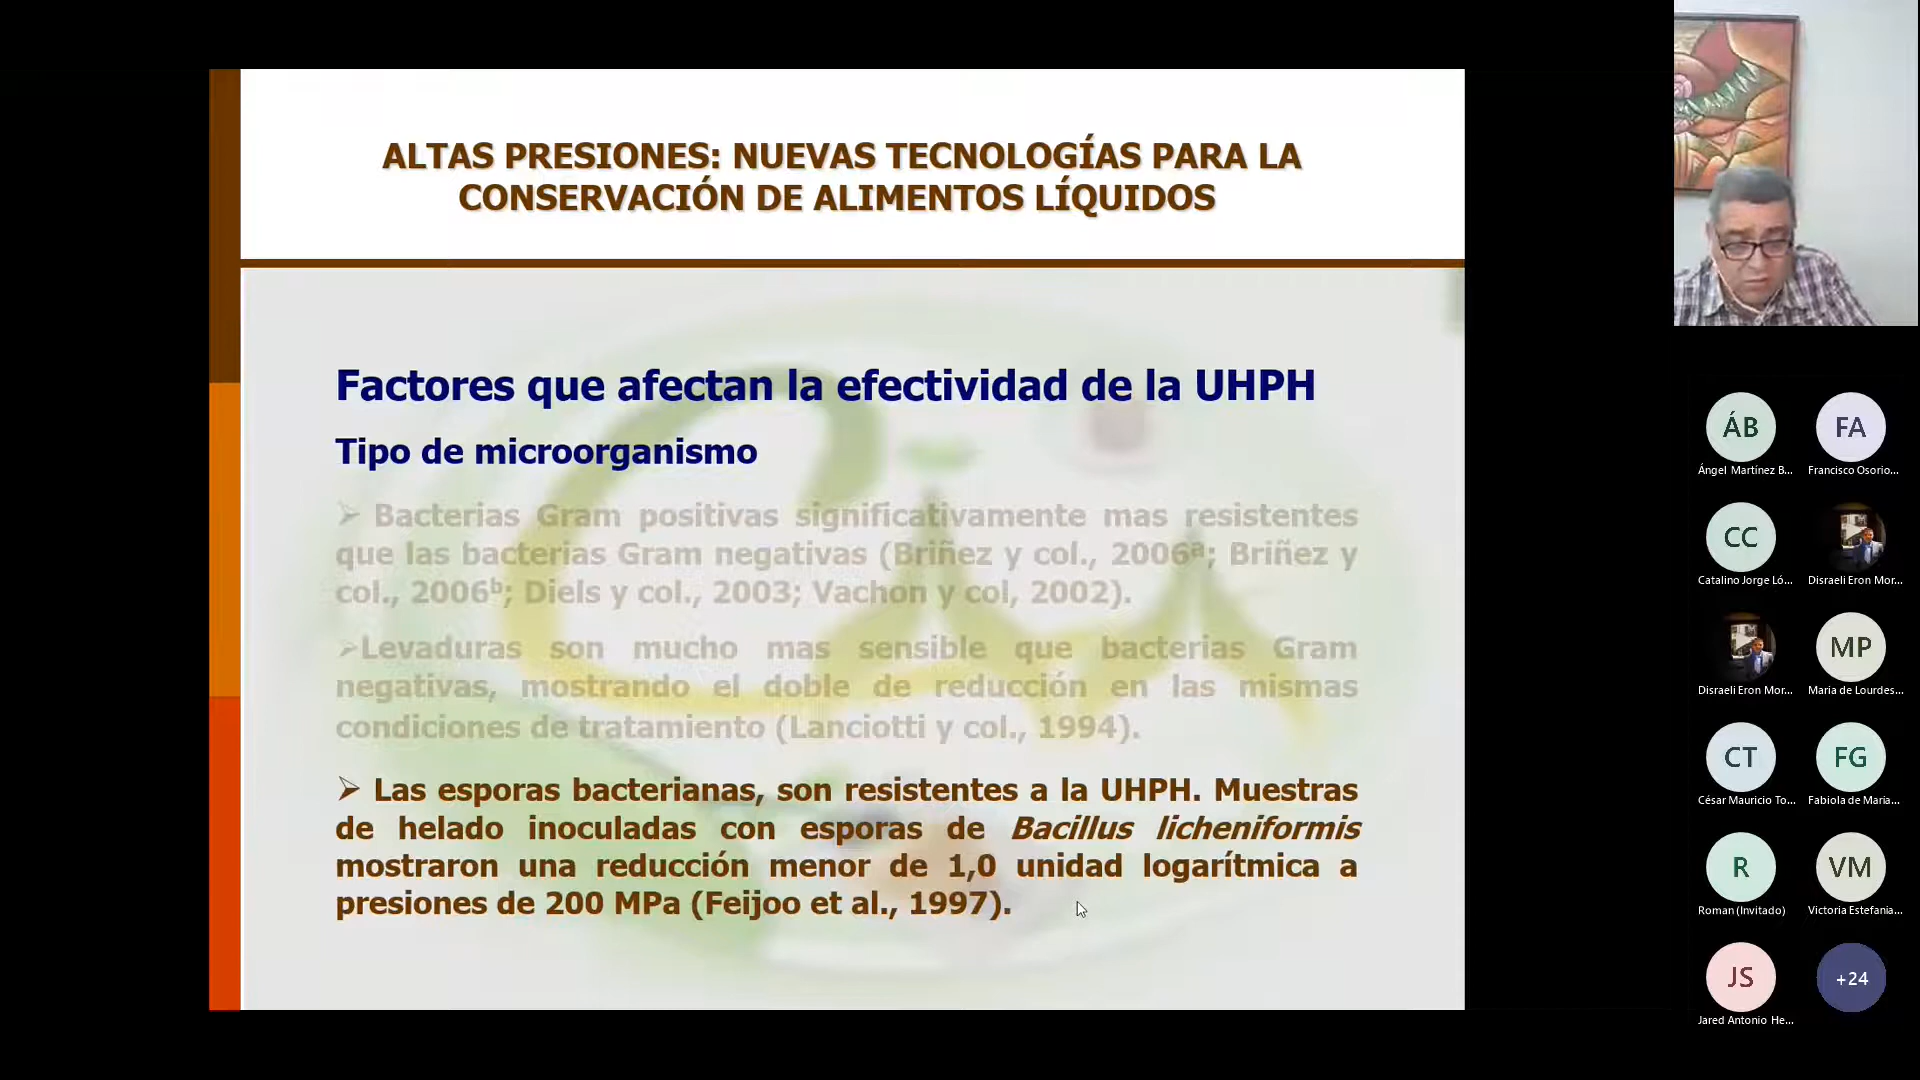 ALTAS PRESIONES: NUEVAS TECNOLOGÍAS PARA LA
CONSERVACIÓN DE ALIMENTOS LÍQUIDOS
Factores que afectan la efectividad de la UHPH
Tipo de microorganismo
➢ Bacterias Gram positivas significativamente mas resistentes
que las bacterias Gram negativas (Briñez y col., 2006ª; Briñez y
col., 2006ᵇ; Diels y col., 2003; Vachon y col, 2002).
➢Levaduras son mucho mas sensible que bacterias Gram
negativas, mostrando el doble de reducción en las mismas
condiciones de tratamiento (Lanciotti y col., 1994).
➢ Las esporas bacterianas, son resistentes a la UHPH. Muestras
de helado inoculadas con esporas de Bacillus licheniformis
mostraron una reducción menor de 1,0 unidad logarítmica a
presiones de 200 MPa (Feijoo et al., 1997).
ÁB FA
Ángel Martínez B... Francisco Osorio...
CC
Catalino Jorge Ló... Disraeli Eron Mor...
MP
Disraeli Eron Mor... Maria de Lourdes...
CT FG
César Mauricio To... Fabiola de Maria...
R VM
Roman (Invitado) Victoria Estefania...
JS +24
Jared Antonio He...